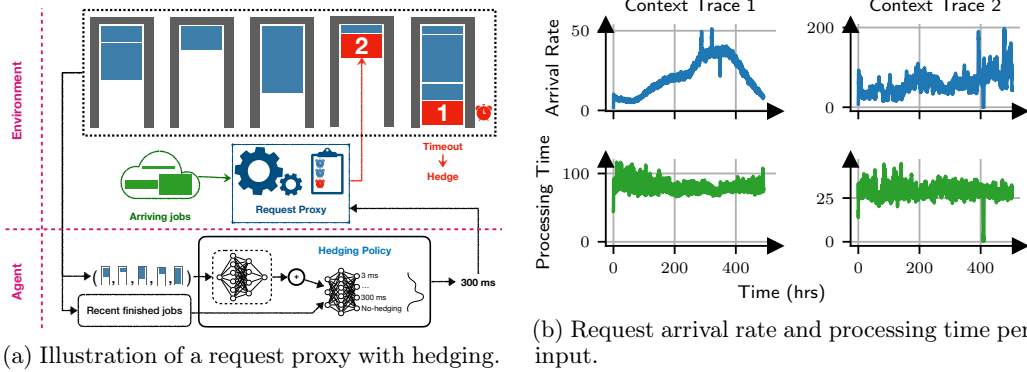 Environment
2
1
Timeout
Hedge
Arriving jobs
Request Proxy
Agent
Hedging Policy
( , , , , )
+
3 ms
...
300 ms
No-hedging
300 ms
Recent finished jobs
(a) Illustration of a request proxy with hedging.
Context Trace 1
Context Trace 2
Arrival Rate
50
0
200
0
Processing Time
100
0
25
0
0 200 400
0 200 400
Time (hrs)
(b) Request arrival rate and processing time per
input.